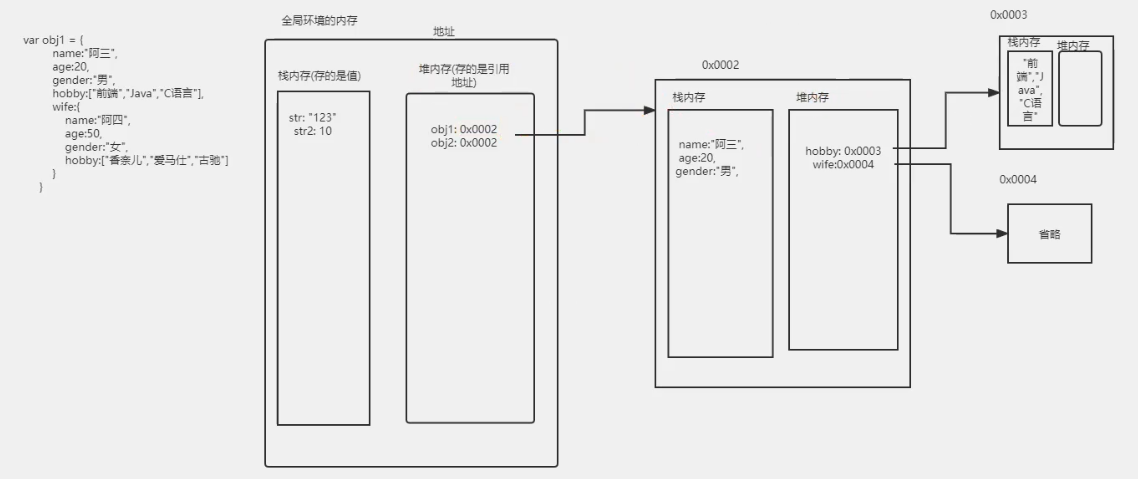 var obj1 = {
name:"阿三",
age:20,
gender:"男",
hobby:["前端","Java","C语言"],
wife:{
name:"阿四",
age:50,
gender:"女",
hobby:["香奈儿","爱马仕","古驰"]
}
}
全局环境的内存
地址
栈内存(存的是值)
str: "123"
str2: 10
堆内存(存的是引用
地址)
obj1: 0x0002
obj2: 0x0002
0x0002
栈内存
name:"阿三",
age:20,
gender:"男",
堆内存
hobby: 0x0003
wife:0x0004
0x0003
栈内存
"前
端","J
ava",
"C语
言"
堆内存
0x0004
省略